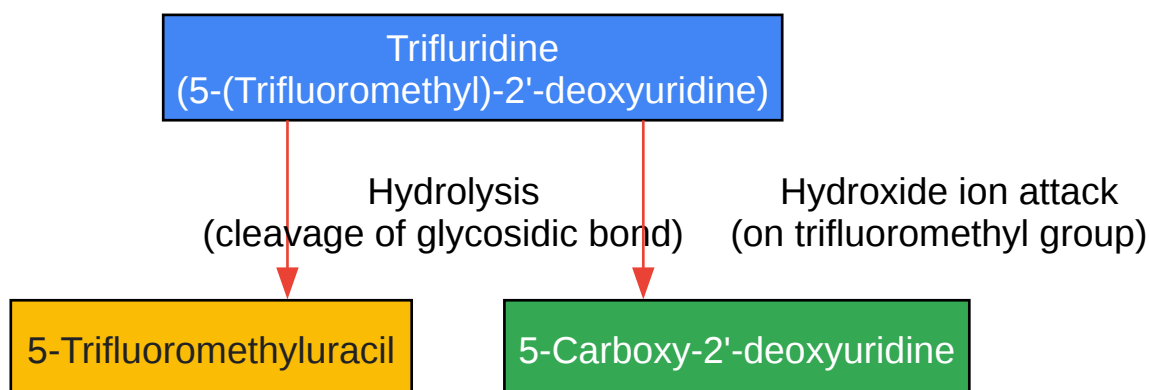 Trifluridine
(5-(Trifluoromethyl)-2'-deoxyuridine)
Hydrolysis
(cleavage of glycosidic bond)
Hydroxide ion attack
(on trifluoromethyl group)
5-Trifluoromethyluracil
5-Carboxy-2'-deoxyuridine